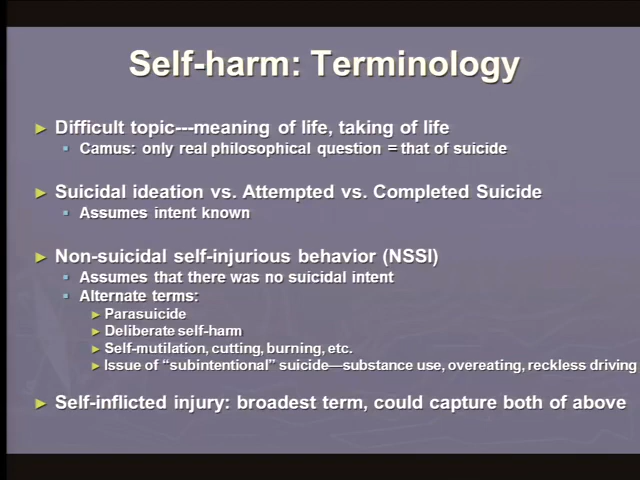 Self-harm: Terminology
Difficult topic---meaning of life, taking of life
Camus: only real philosophical question = that of suicide
Suicidal ideation vs. Attempted vs. Completed Suicide
Assumes intent known
Non-suicidal self-injurious behavior (NSSI)
Assumes that there was no suicidal intent
Alternate terms:
Parasuicide
Deliberate self-harm
Self-mutilation, cutting, burning, etc.
Issue of “subintentional” suicide—substance use, overeating, reckless driving
Self-inflicted injury: broadest term, could capture both of above